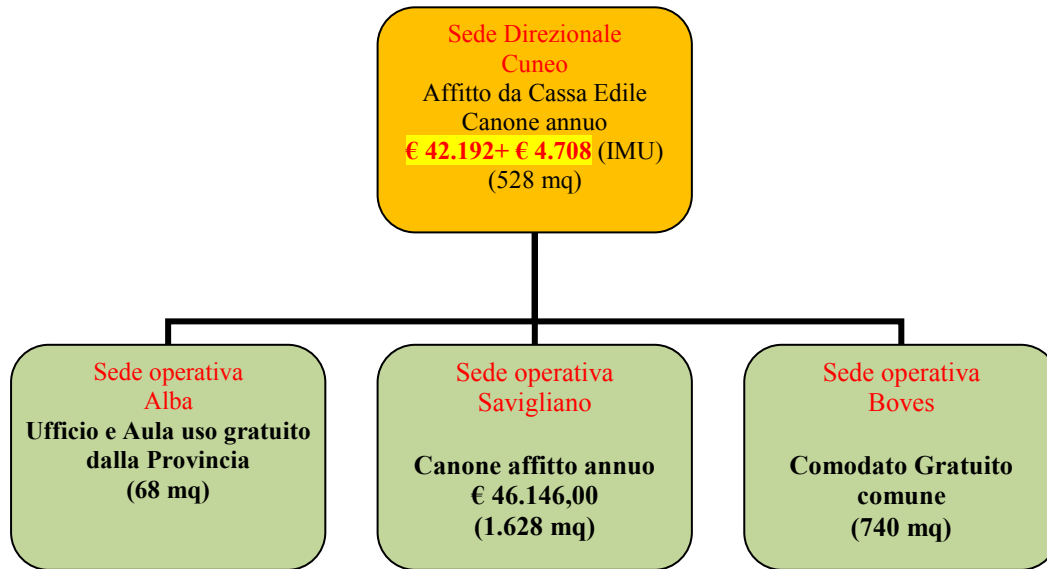 Sede Direzionale
Cuneo
Affitto da Cassa Edile
Canone annuo
€ 42.192+ € 4.708 (IMU)
(528 mq)
Sede operativa
Alba
Ufficio e Aula uso gratuito
dalla Provincia
(68 mq)
Sede operativa
Savigliano
Canone affitto annuo
€ 46.146,00
(1.628 mq)
Sede operativa
Boves
Comodato Gratuito
comune
(740 mq)